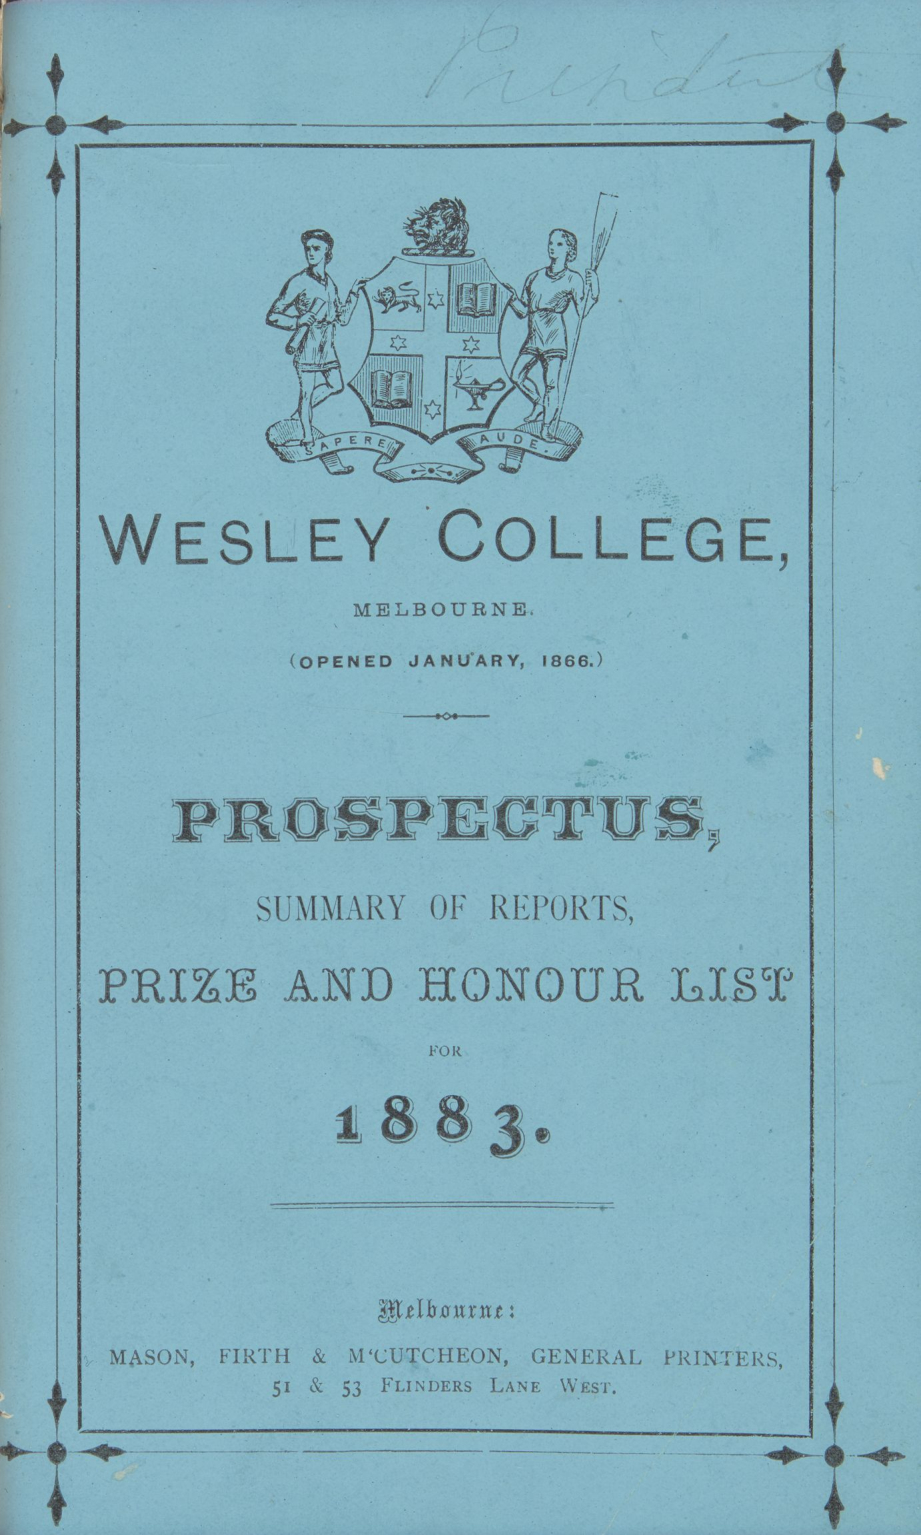 President
SAPERE AUDE.
WESLEY COLLEGE,
MELBOURNE.
(OPENED JANUARY, 1866.)
PROSPECTUS,
SUMMARY OF REPORTS,
PRIZE AND HONOUR LIST
FOR
1883.
Melbourne:
MASON, FIRTH & M‘CUTCHEON, GENERAL PRINTERS,
51 & 53 FLINDERS LANE WEST.